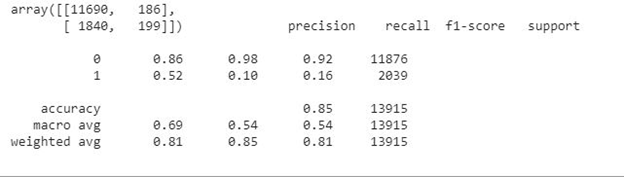 array([[11690, 186],
[ 1840, 199]]) precision recall f1-score support
0 0.86 0.98 0.92 11876
1 0.52 0.10 0.16 2039
accuracy 0.85 13915
macro avg 0.69 0.54 0.54 13915
weighted avg 0.81 0.85 0.81 13915